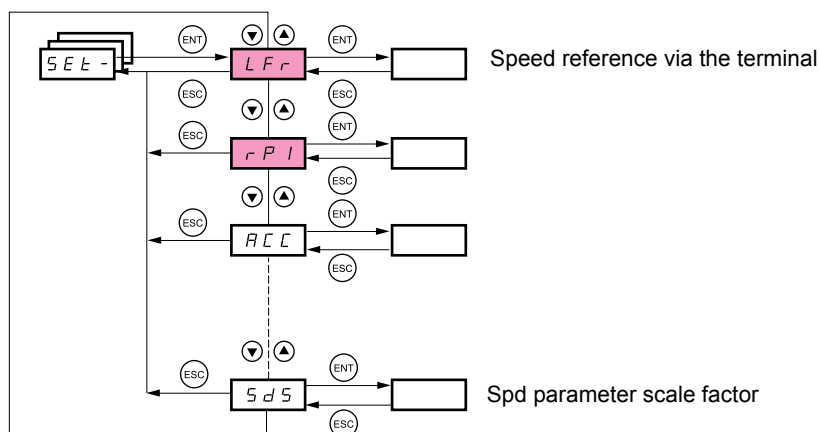 ENT ENT
SEt - LFr Speed reference via the terminal
ESC ESC
ESC ENT
rPI
ESC
ESC ENT
ACC
ESC
ESC ENT
SdS Spd parameter scale factor
ESC